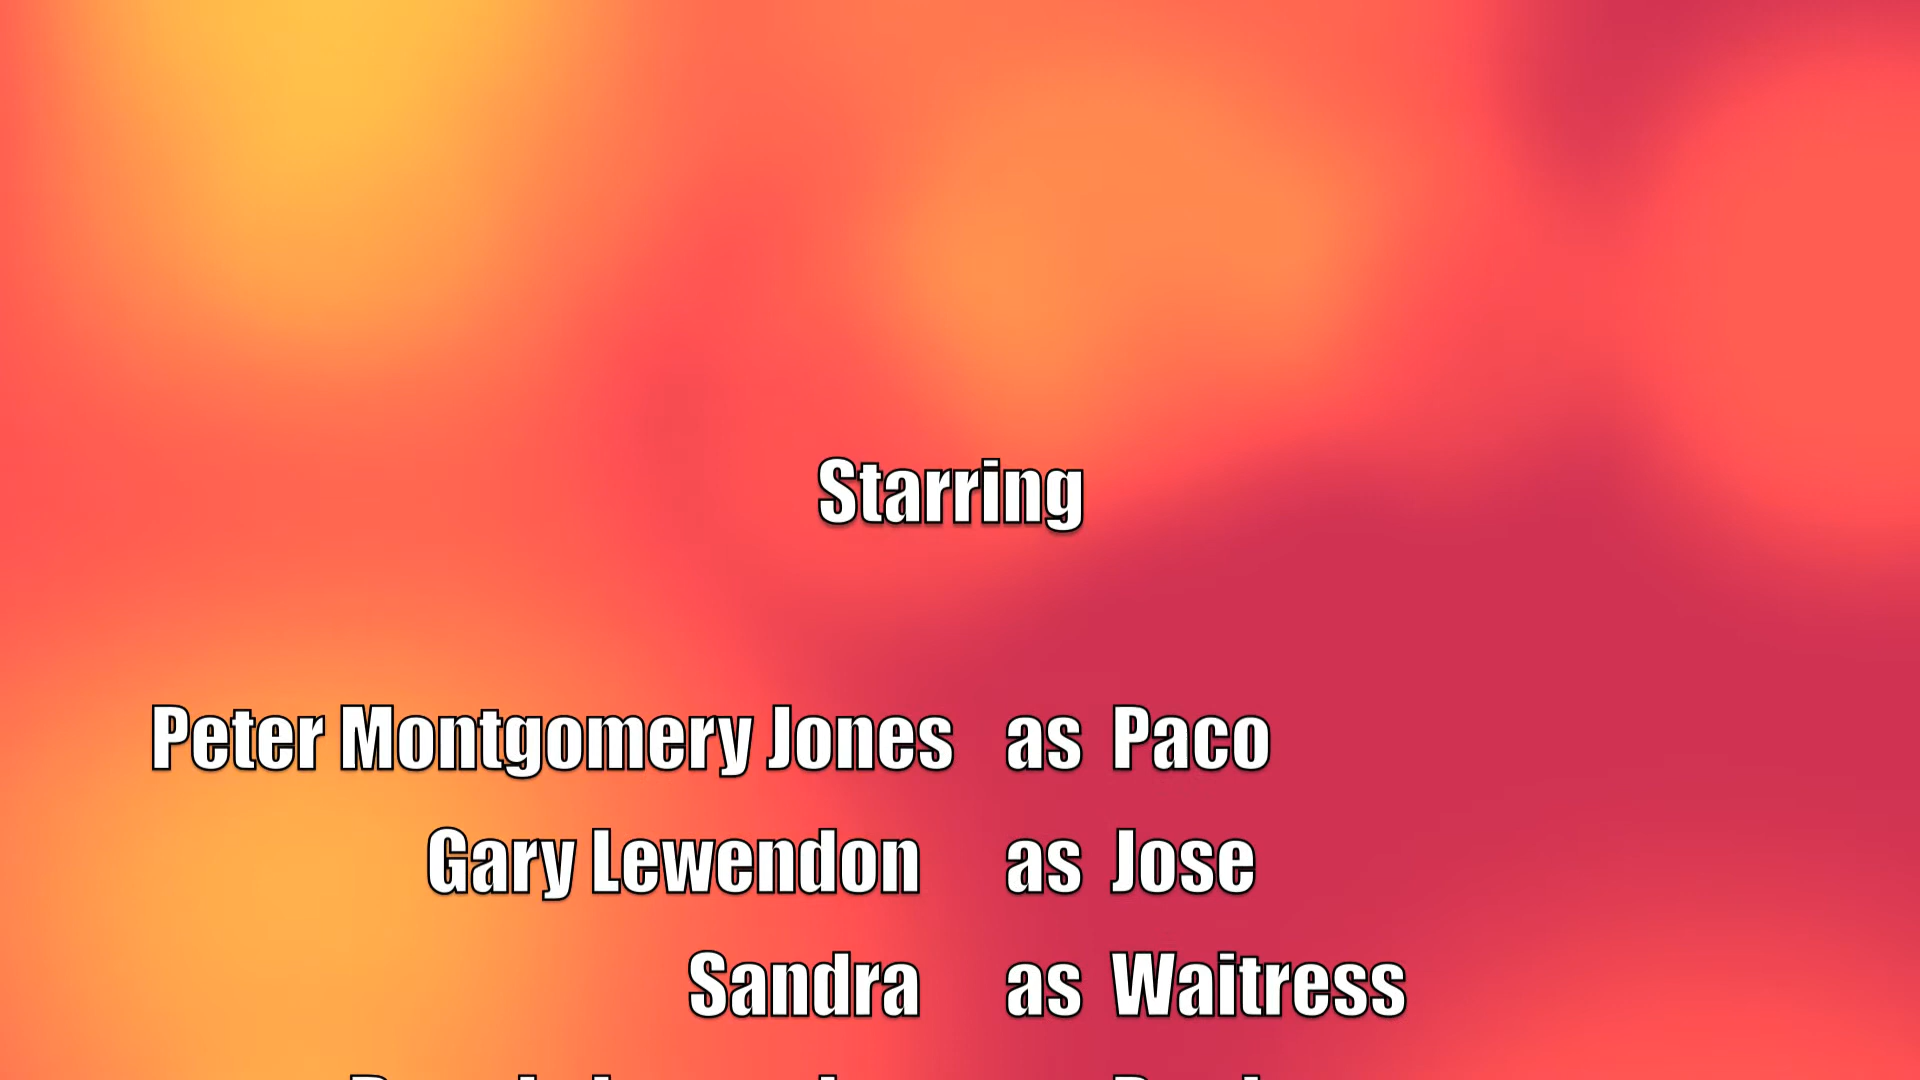 Starring
Peter Montgomery Jones as Paco
Gary Lewendon as Jose
Sandra as Waitress